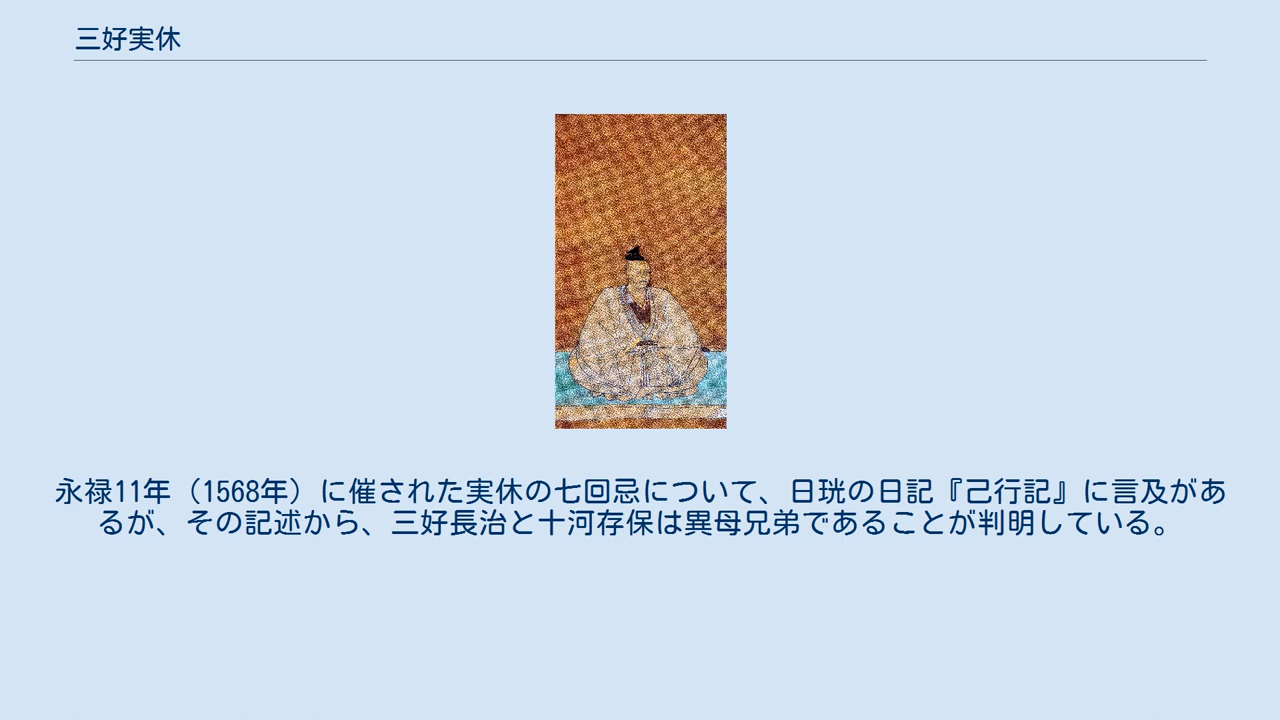 三好実休
永禄11年（1568年）に催された実休の七回忌について、日珖の日記『己行記』に言及があ
るが、その記述から、三好長治と十河存保は異母兄弟であることが判明している。